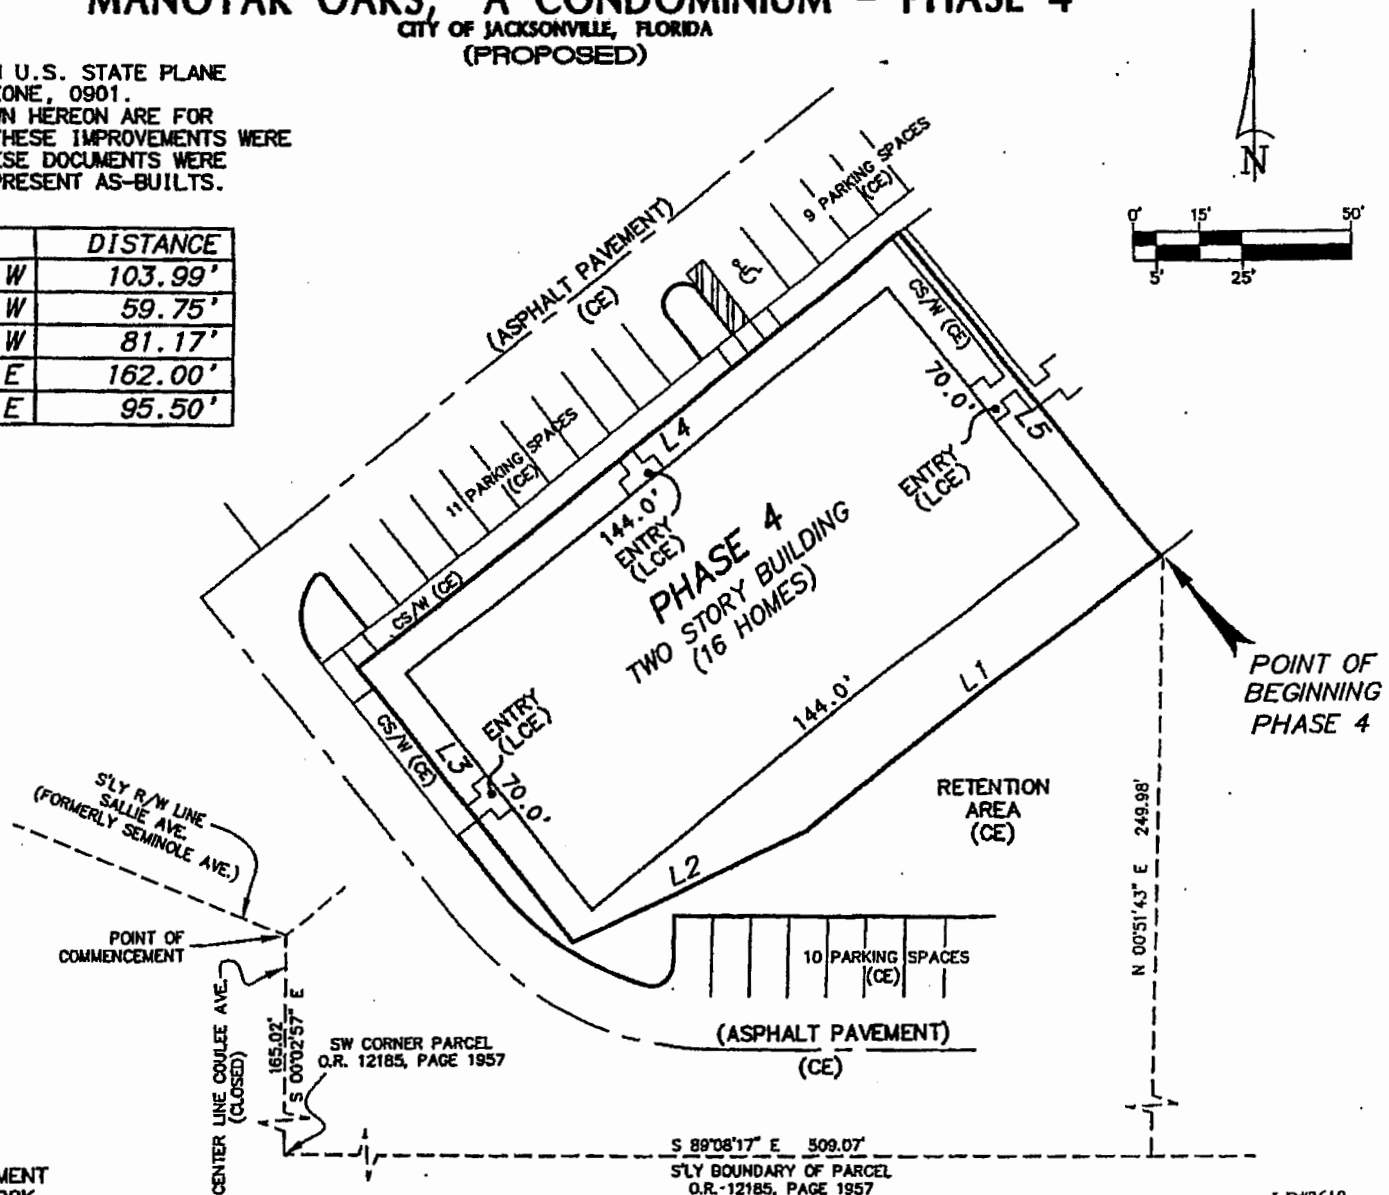 MANOTAK OAKS, A CONDOMINIUM - PHASE 4
CITY OF JACKSONVILLE, FLORIDA
(PROPOSED)
U.S. STATE PLANE
ZONE, 0901.
HEREON ARE FOR
THESE IMPROVEMENTS WERE
DOCUMENTS WERE
AS-BUILTS.
DISTANCE
W 103.99'
W 59.75'
W 81.17'
E 162.00'
E 95.50'
N
0' 15' 50'
5' 25'
9 PARKING SPACES
(CE)
(ASPHALT PAVEMENT)
(CE)
CS/W (CE)
70.0'
L5
ENTRY
(LCE)
11 PARKING SPACES
(CE)
L4
144.0'
ENTRY
(LCE)
PHASE 4
TWO STORY BUILDING
(16 HOMES)
CS/W (CE)
CS/W (CE)
L3
ENTRY
(LCE)
70.0'
144.0'
L1
L2
POINT OF
BEGINNING
PHASE 4
RETENTION
AREA
(CE)
N 00°51'43" E 249.98'
S'LY R/W LINE
SALLIE AVE.
(FORMERLY SEMINOLE AVE.)
POINT OF
COMMENCEMENT
CENTER LINE COULEE AVE.
(CLOSED)
165.02'
S 00°02'57" E
SW CORNER PARCEL
O.R. 12185, PAGE 1957
10 PARKING SPACES
(CE)
(ASPHALT PAVEMENT)
(CE)
S 89°08'17" E 509.07'
S'LY BOUNDARY OF PARCEL
O.R. 12185, PAGE 1957